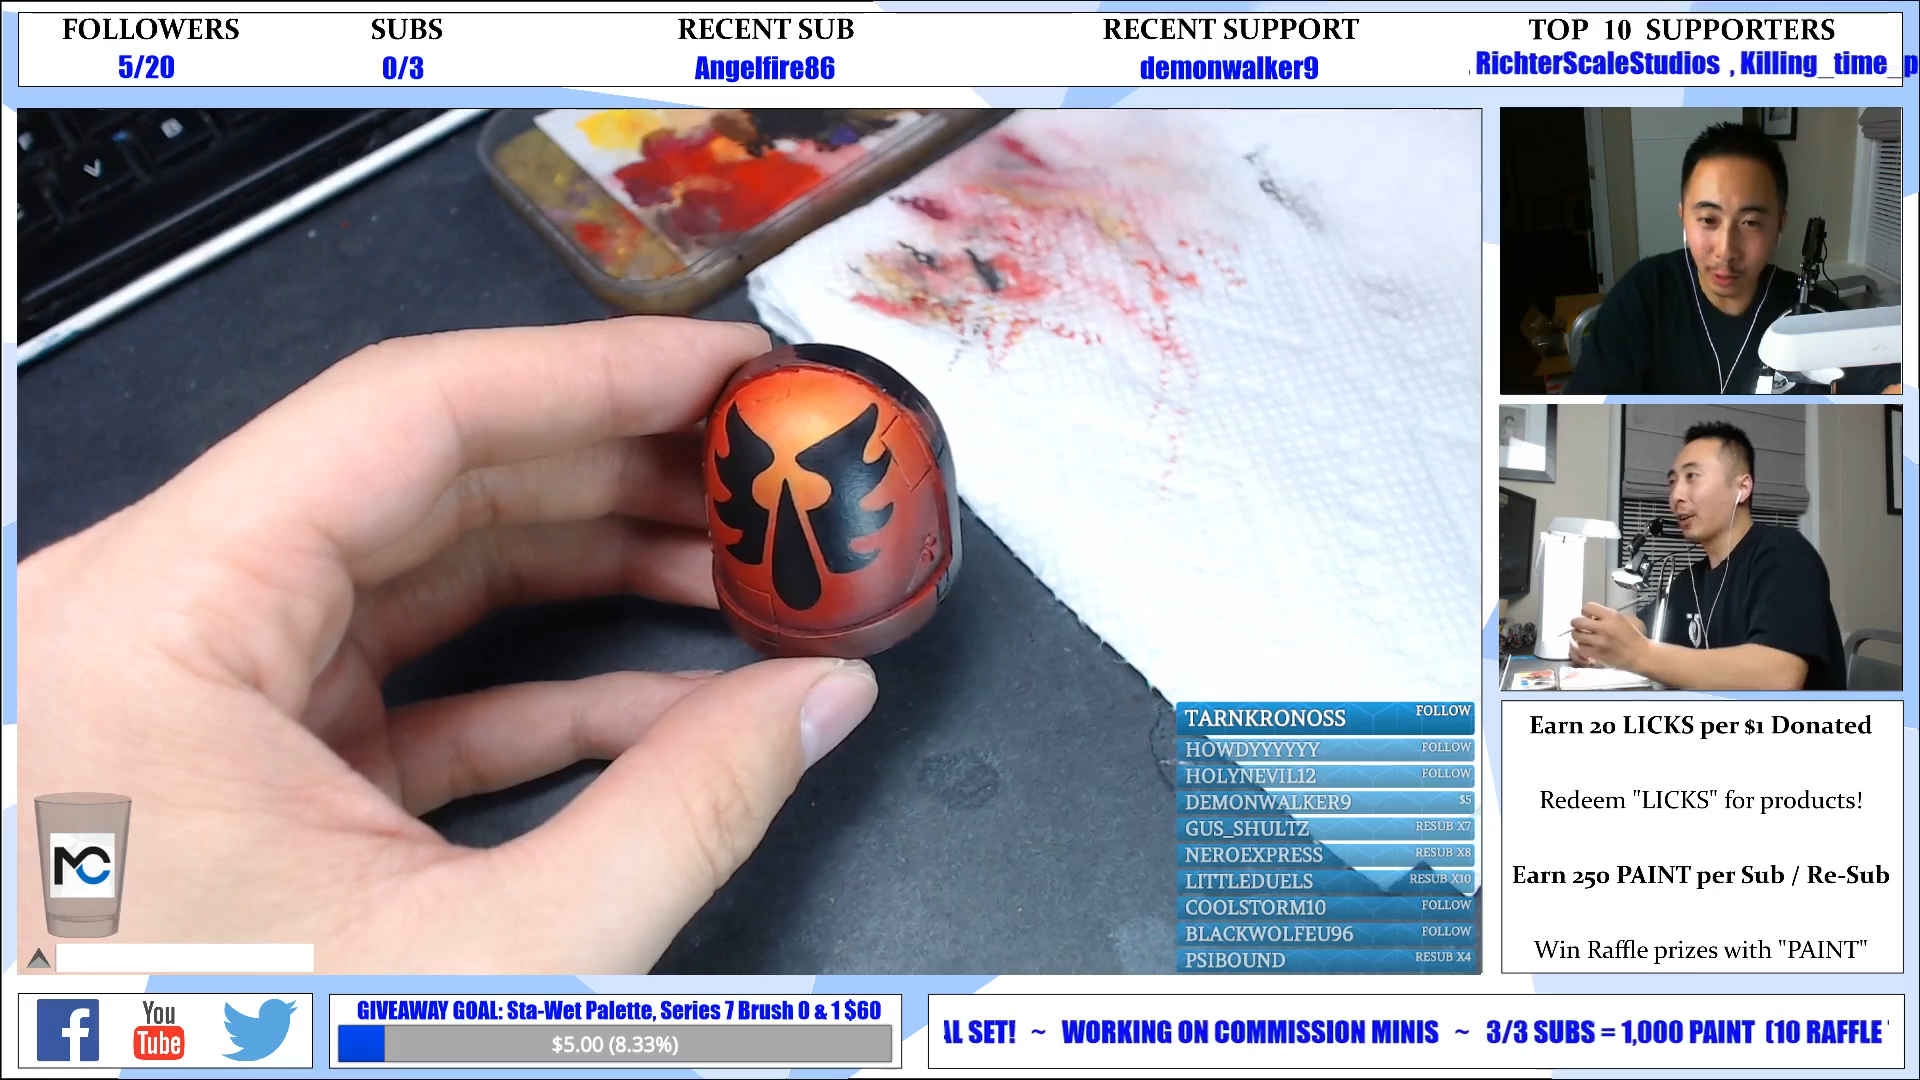 FOLLOWERS
5/20
SUBS
0/3
RECENT SUB
Angelfire86
RECENT SUPPORT
demonwalker9
TOP 10 SUPPORTERS
RichterScaleStudios , Killing_time_p
V
TARNKRONOSS FOLLOW
HOWDYYYYYY FOLLOW
HOLYNEVIL12 FOLLOW
DEMONWALKER9 $5
GUS_SHULTZ RESUB X7
NEROEXPRESS RESUB X8
LITTLEDUELS RESUB X10
COOLSTORM10 FOLLOW
BLACKWOLFEU96 FOLLOW
PSIBOUND RESUB X4
Earn 20 LICKS per $1 Donated
Redeem "LICKS" for products!
Earn 250 PAINT per Sub / Re-Sub
Win Raffle prizes with "PAINT"
MC
f
You
Tube
GIVEAWAY GOAL: Sta-Wet Palette, Series 7 Brush 0 & 1 $60
$5.00 (8.33%)
AL SET! ~ WORKING ON COMMISSION MINIS ~ 3/3 SUBS = 1,000 PAINT (10 RAFFLE